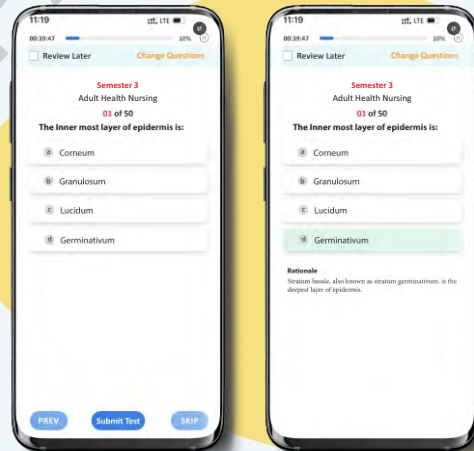 11:19
LTE
00:39:47
10%
Review Later
Change Questions
Semester 3
Adult Health Nursing
01 of 50
The Inner most layer of epidermis is:
a Corneum
b Granulosum
c Lucidum
d Germinativum
PREV
Submit Test
SKIP
11:19
LTE
00:39:47
10%
Review Later
Change Questions
Semester 3
Adult Health Nursing
01 of 50
The Inner most layer of epidermis is:
a Corneum
b Granulosum
c Lucidum
d Germinativum
Rationale
Stratum basale, also known as stratum germinativum, is the
deepest layer of epidermis.